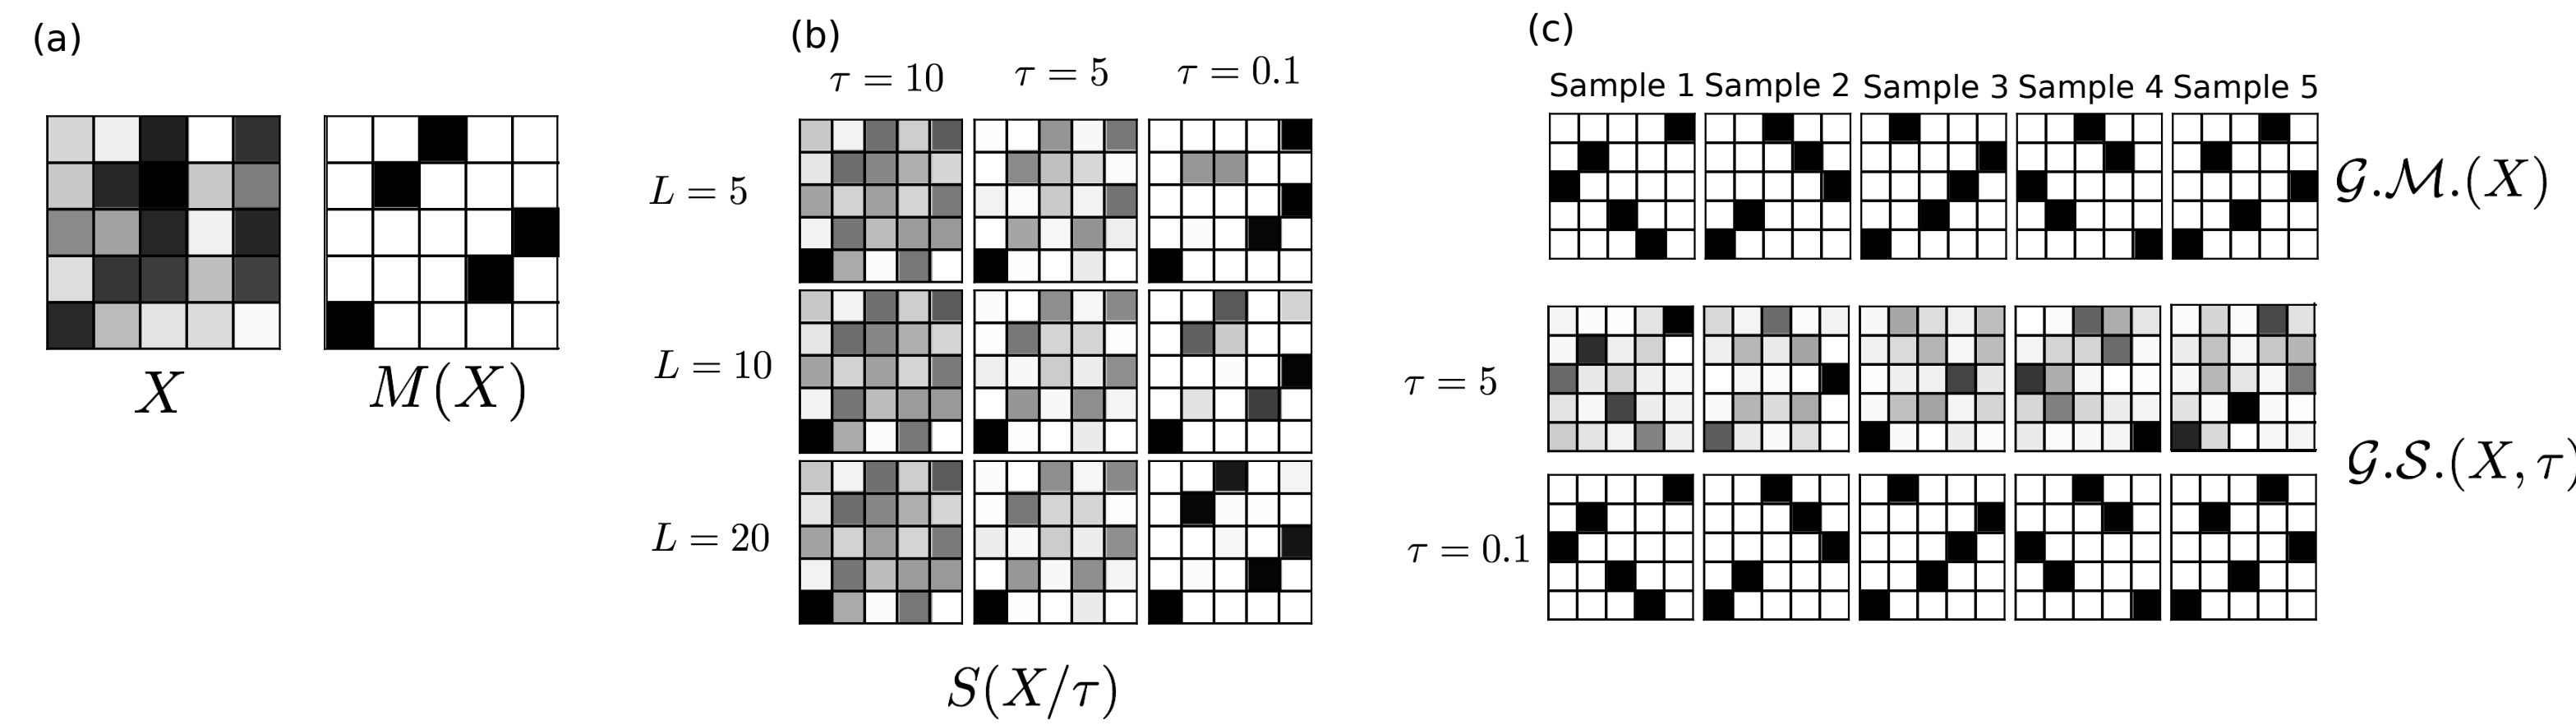 (a)
X
M(X)
(b)
τ = 10 τ = 5 τ = 0.1
L = 5
L = 10
L = 20
S(X/τ)
(c)
Sample 1 Sample 2 Sample 3 Sample 4 Sample 5
𝒢.ℳ.(X)
τ = 5
τ = 0.1
𝒢.𝒮.(X, τ)